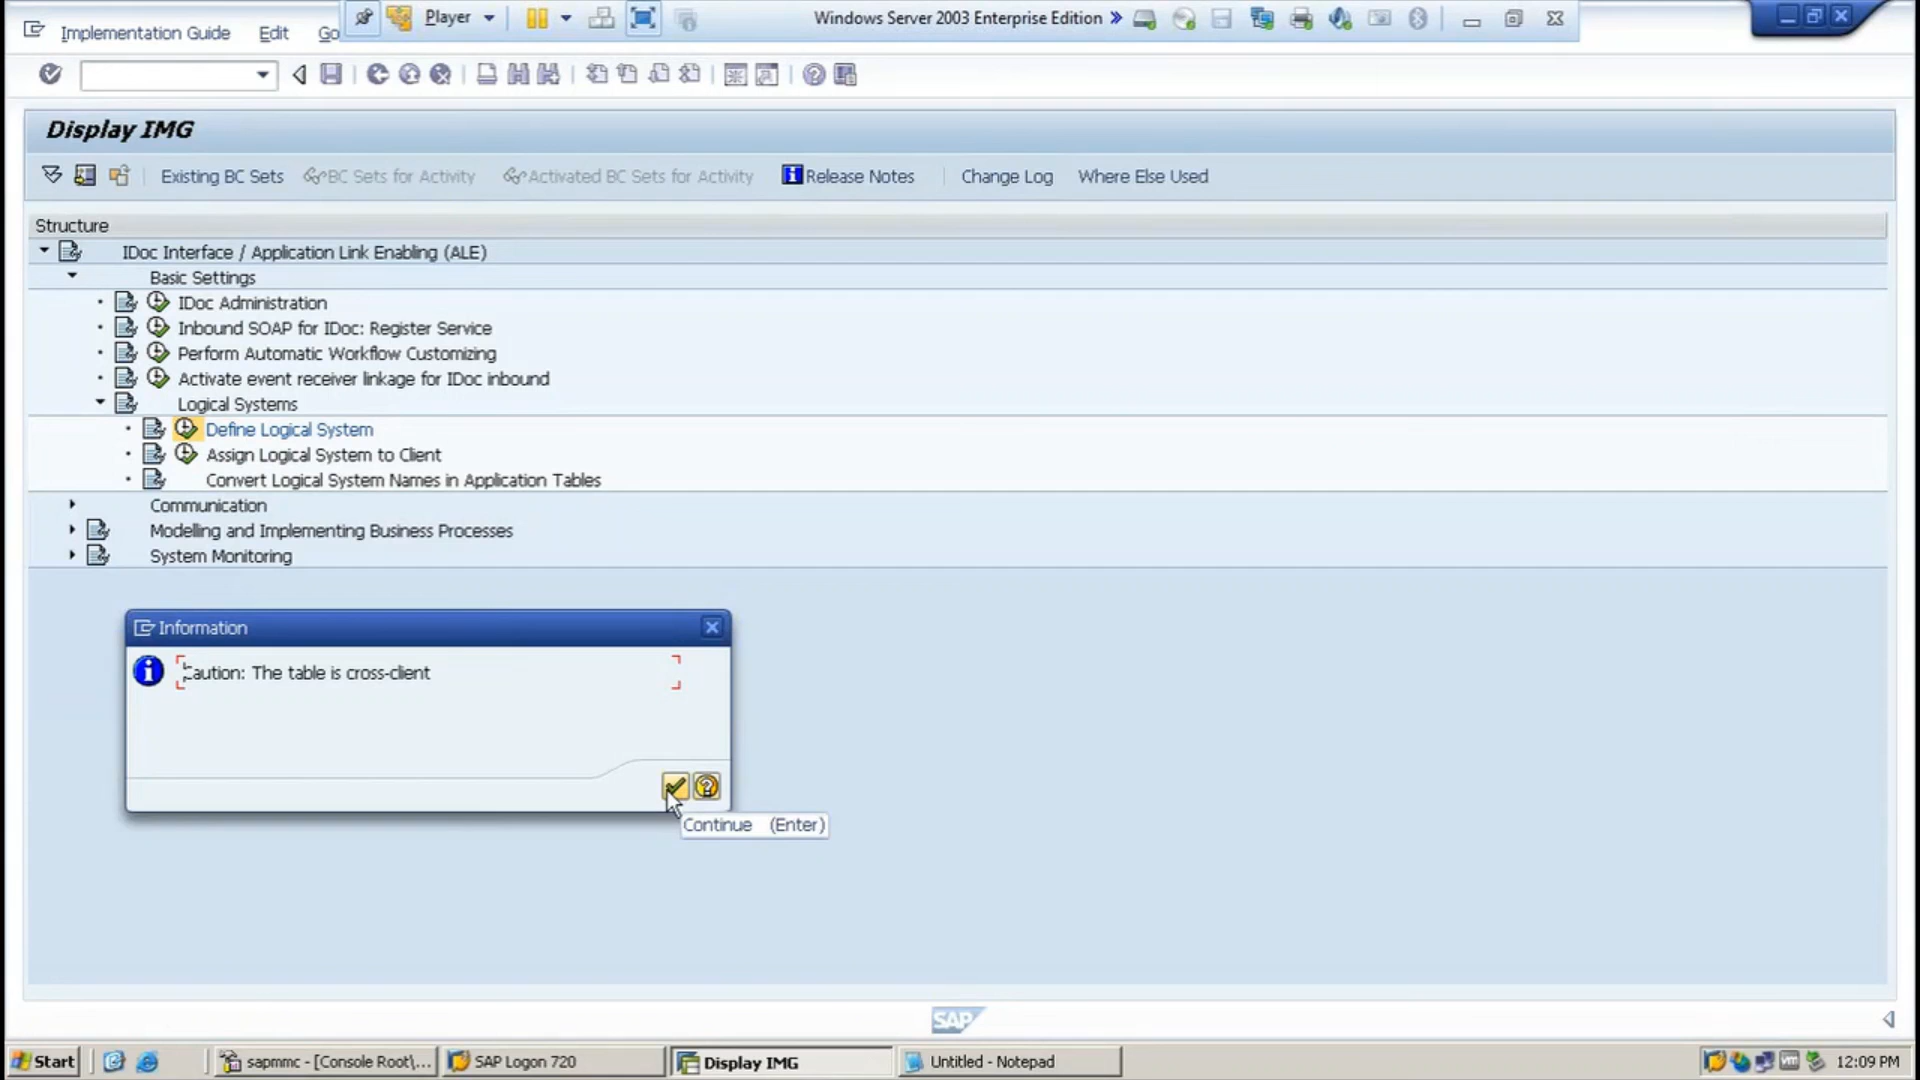 Implementation Guide Edit Go
Player
Windows Server 2003 Enterprise Edition
Display IMG
Existing BC Sets BC Sets for Activity Activated BC Sets for Activity Release Notes Change Log Where Else Used
Structure
IDoc Interface / Application Link Enabling (ALE)
Basic Settings
IDoc Administration
Inbound SOAP for IDoc: Register Service
Perform Automatic Workflow Customizing
Activate event receiver linkage for IDoc inbound
Logical Systems
Define Logical System
Assign Logical System to Client
Convert Logical System Names in Application Tables
Communication
Modelling and Implementing Business Processes
System Monitoring
Information
Caution: The table is cross-client
Continue (Enter)
SAP
Start sapmmc - [Console Root\... SAP Logon 720 Display IMG Untitled - Notepad 12:09 PM